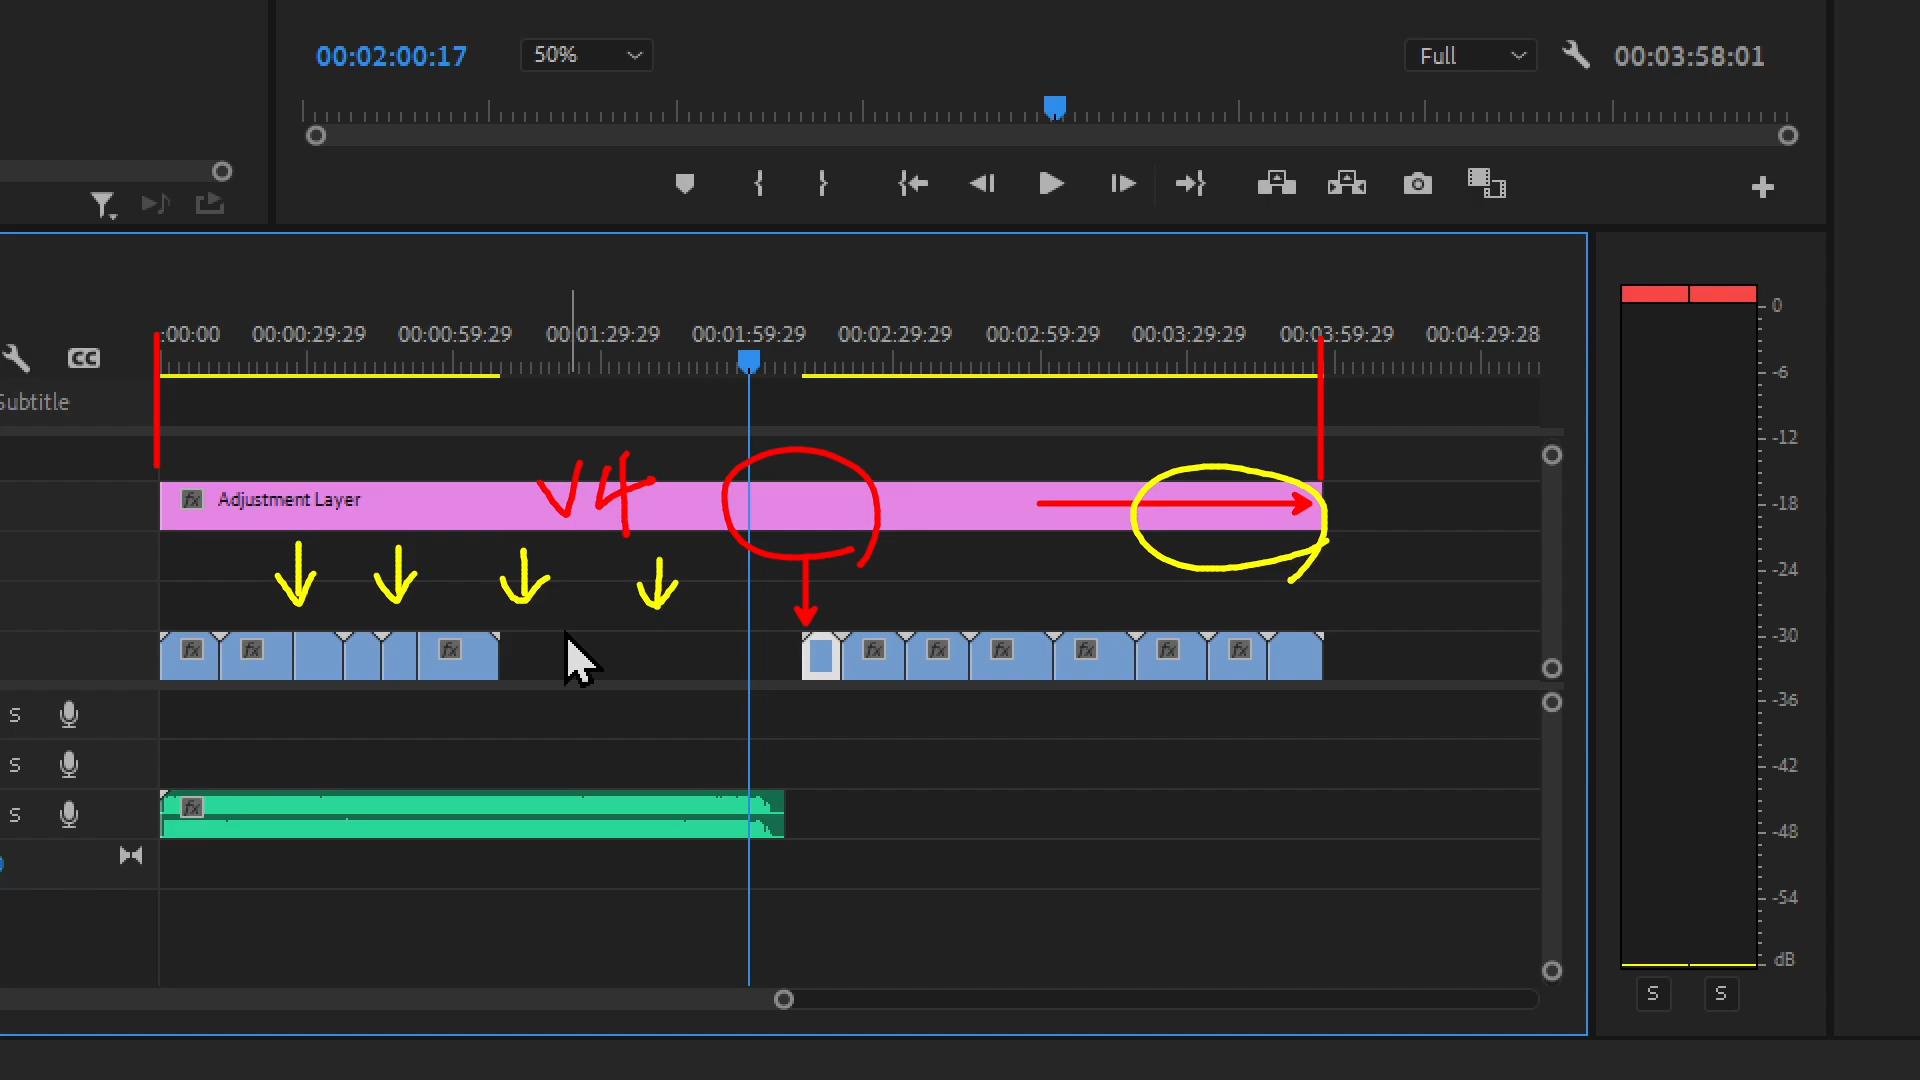 00:02:00:17 50% Full 00:03:58:01
:00:00 00:00:29:29 00:00:59:29 00:01:29:29 00:01:59:29 00:02:29:29 00:02:59:29 00:03:29:29 00:03:59:29 00:04:29:28
CC
Subtitle
V4
fx Adjustment Layer
fx fx fx fx fx fx fx fx fx
S
S
S
fx
0
-6
-12
-18
-24
-30
-36
-42
-48
-54
dB
S S